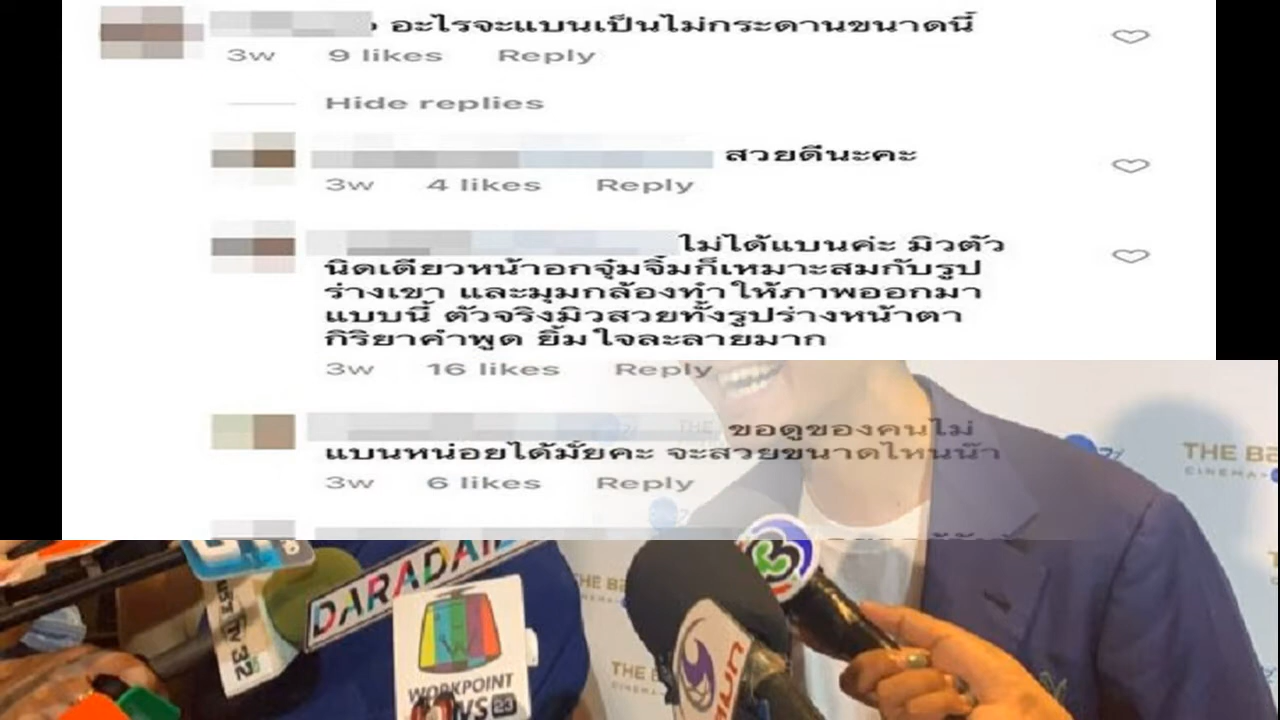 อะไรจะแบนเป็นไม่กระดานขนาดนี้
3w 9 likes Reply
Hide replies
สวยดีนะคะ
3w 4 likes Reply
ไม่ได้แบนค่ะ มิวตัว
นิดเดียวหน้าอกจุ๋มจิ๋มก็เหมาะสมกับรูป
ร่างเขา และมุมกล้องทำให้ภาพออกมา
แบบนี้ ตัวจริงมิวสวยทั้งรูปร่างหน้าตา
กิริยาคำพูด ยิ้มใจละลายมาก
3w 16 likes Reply
ขอดูของคนไม่
แบนหน่อยได้มั้ยคะ จะสวยขนาดไหนน๊า
3w 6 likes Reply
THE
CINEMA
THE
CINEMA
THE
CINEMA
DARADAI
TV 32
WORKPOINT
NEWS 23